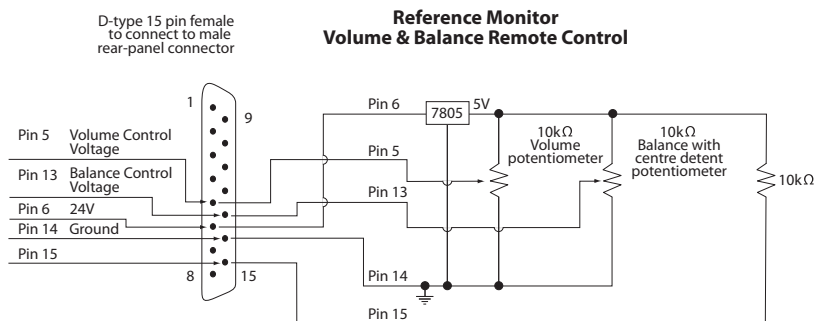 D-type 15 pin female
to connect to male
rear-panel connector
Reference Monitor
Volume & Balance Remote Control
1
9
8
15
Pin 5 Volume Control
Voltage
Pin 13 Balance Control
Voltage
Pin 6 24V
Pin 14 Ground
Pin 15
Pin 6
7805
5V
Pin 5
Pin 13
10kΩ
Volume
potentiometer
10kΩ
Balance with
centre detent
potentiometer
10kΩ
Pin 14
Pin 15